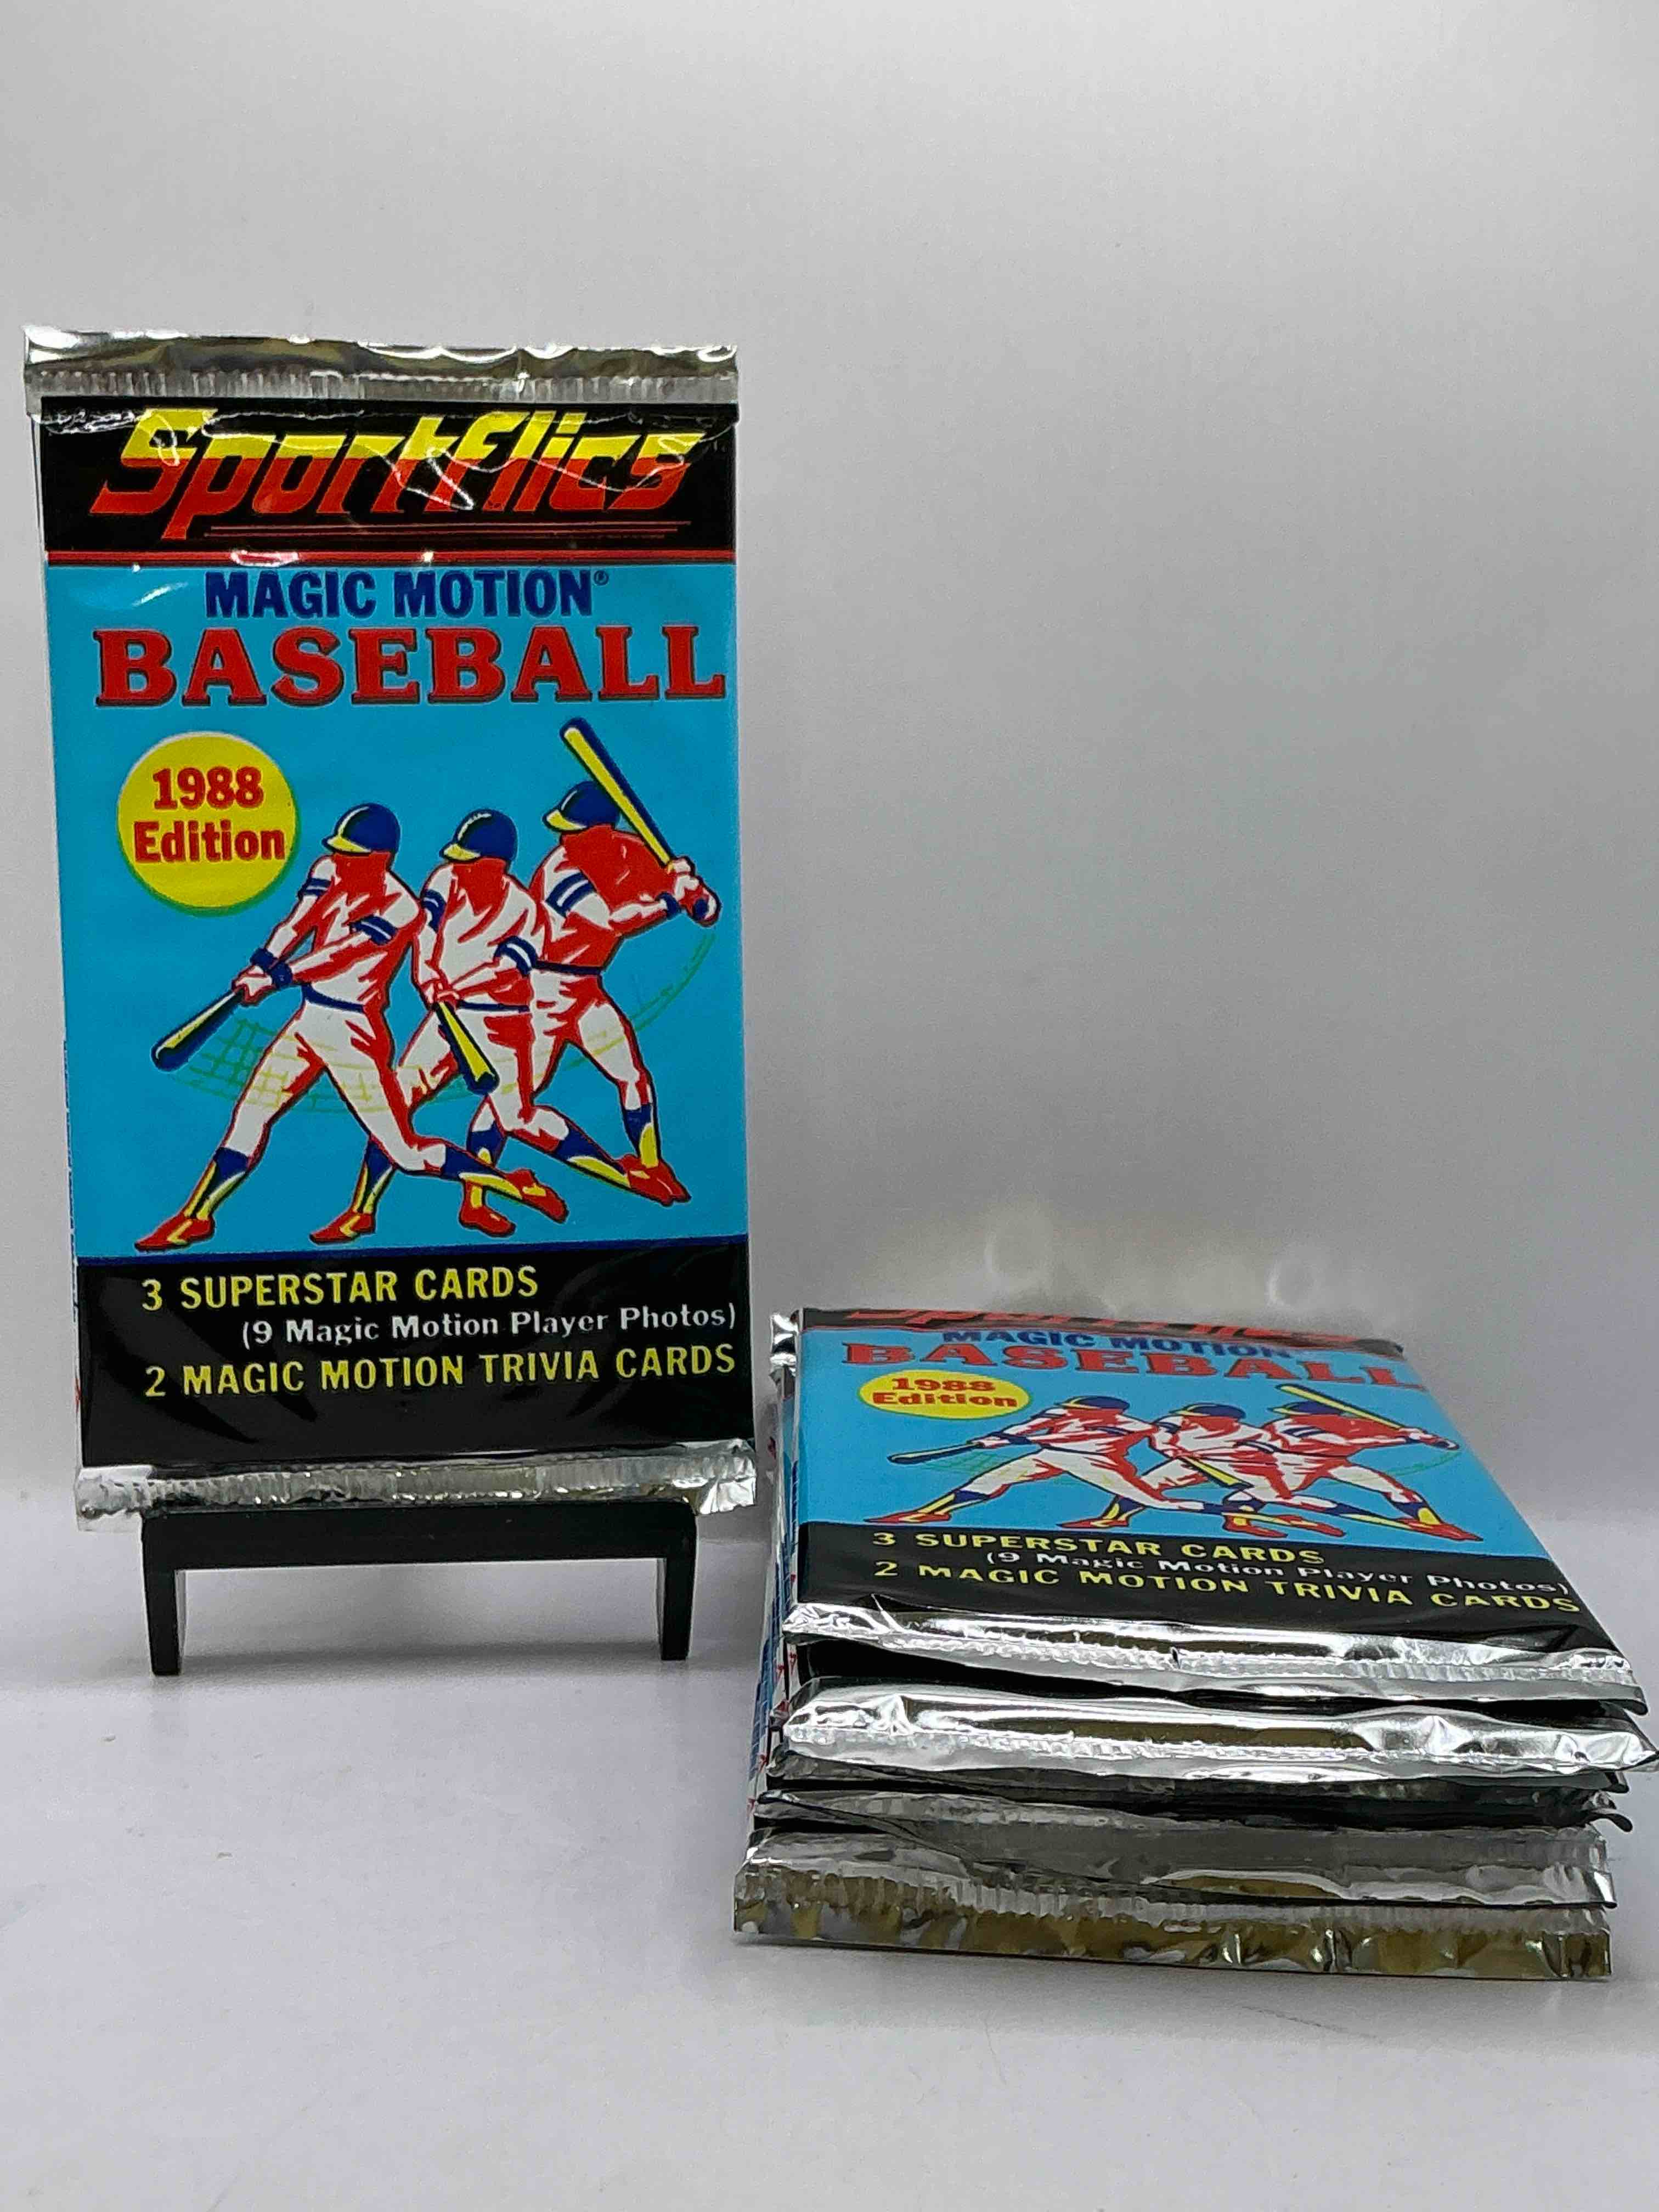 Sportflics
MAGIC MOTION®
BASEBALL
1988
Edition
3 SUPERSTAR CARDS
(9 Magic Motion Player Photos)
2 MAGIC MOTION TRIVIA CARDS
Sportflics
MAGIC MOTION®
BASEBALL
1988
Edition
3 SUPERSTAR CARDS
(9 Magic Motion Player Photos)
2 MAGIC MOTION TRIVIA CARDS